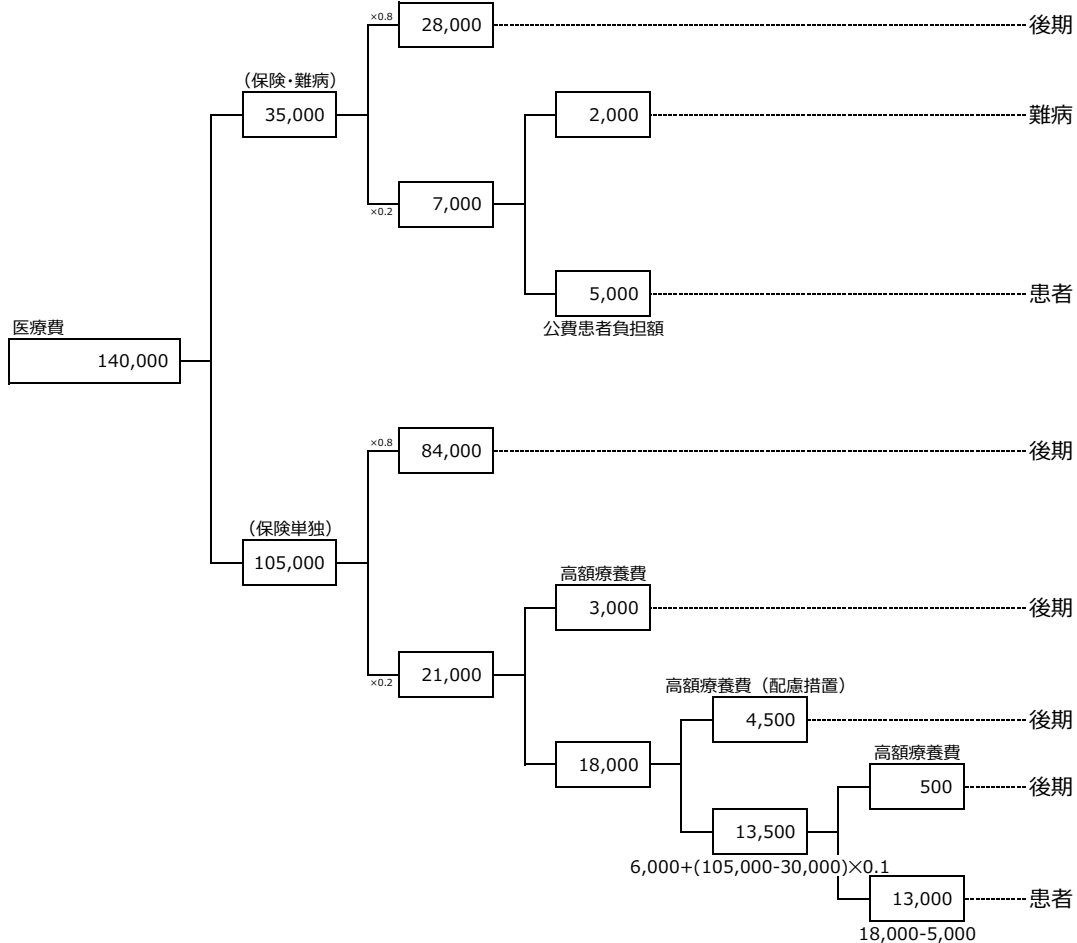 ×0.8
28,000
後期
(保険・難病)
35,000
2,000
難病
×0.2
7,000
5,000
患者
公費患者負担額
医療費
140,000
×0.8
84,000
後期
(保険単独)
105,000
高額療養費
3,000
後期
×0.2
21,000
高額療養費(配慮措置)
4,500
後期
18,000
高額療養費
500
後期
13,500
6,000+(105,000-30,000)×0.1
13,000
患者
18,000-5,000